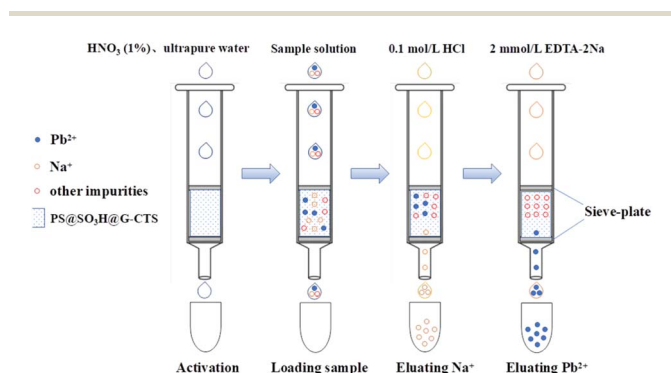 HNO₃ (1%)、ultrapure water
Sample solution
0.1 mol/L HCl
2 mmol/L EDTA-2Na
Pb²⁺
Na⁺
other impurities
PS@SO₃H@G-CTS
Sieve-plate
Activation
Loading sample
Eluating Na⁺
Eluating Pb²⁺